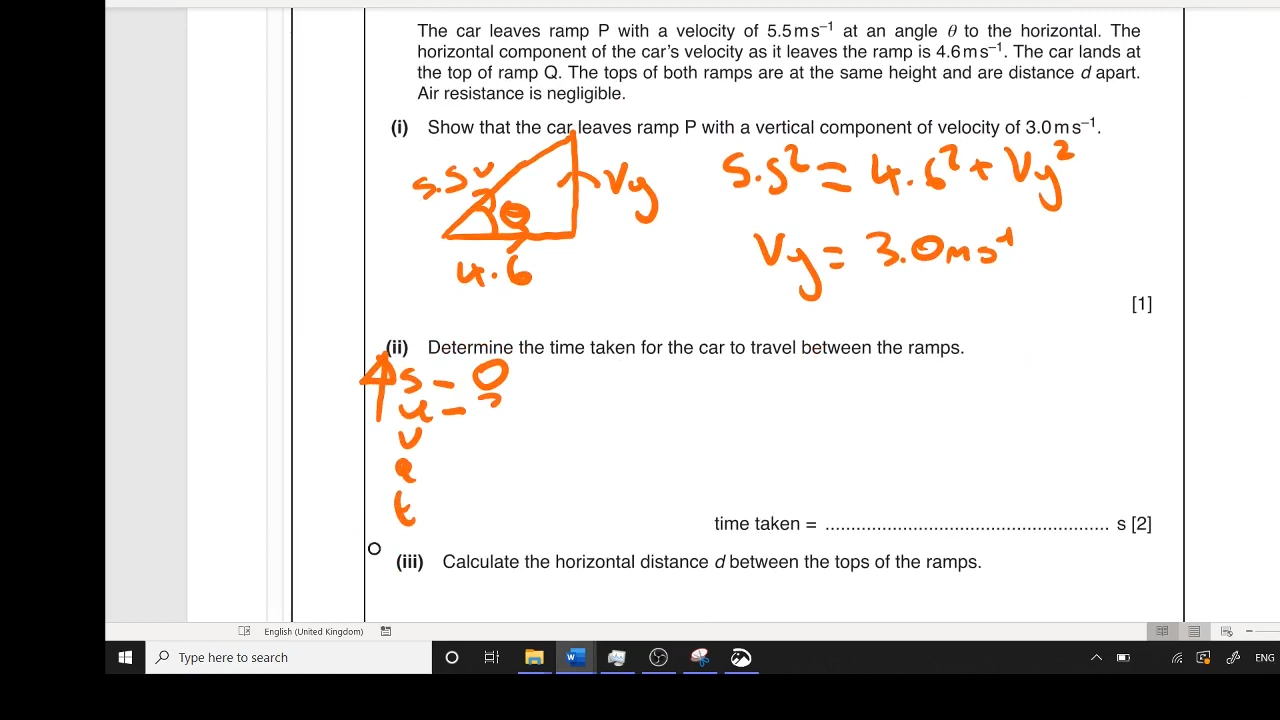 The car leaves ramp P with a velocity of 5.5 m s⁻¹ at an angle θ to the horizontal. The
horizontal component of the car's velocity as it leaves the ramp is 4.6 m s⁻¹. The car lands at
the top of ramp Q. The tops of both ramps are at the same height and are distance d apart.
Air resistance is negligible.
(i) Show that the car leaves ramp P with a vertical component of velocity of 3.0 m s⁻¹.
5.5 Vy
θ
4.6
5.5² = 4.6² + Vy²
Vy = 3.0ms⁻¹
[1]
(ii) Determine the time taken for the car to travel between the ramps.
s - 0
u -
v
a
t
time taken = ...................................................... s [2]
(iii) Calculate the horizontal distance d between the tops of the ramps.
English (United Kingdom)
Type here to search
ENG